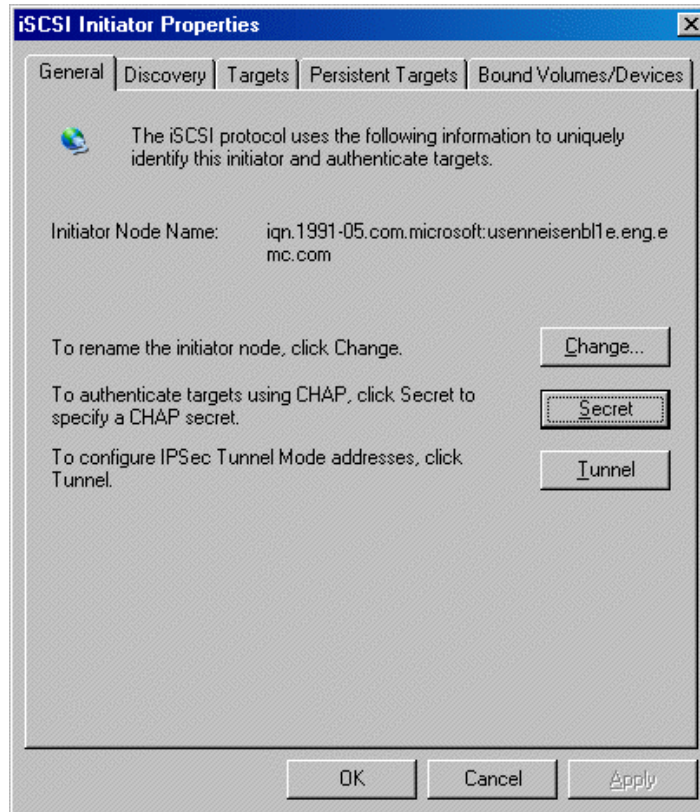 iSCSI Initiator Properties
General Discovery Targets Persistent Targets Bound Volumes/Devices
The iSCSI protocol uses the following information to uniquely
identify this initiator and authenticate targets.
Initiator Node Name: iqn.1991-05.com.microsoft:usenneisenbl1e.eng.e
mc.com
To rename the initiator node, click Change. Change...
To authenticate targets using CHAP, click Secret to
specify a CHAP secret.
Secret
To configure IPSec Tunnel Mode addresses, click
Tunnel.
Tunnel
OK Cancel Apply